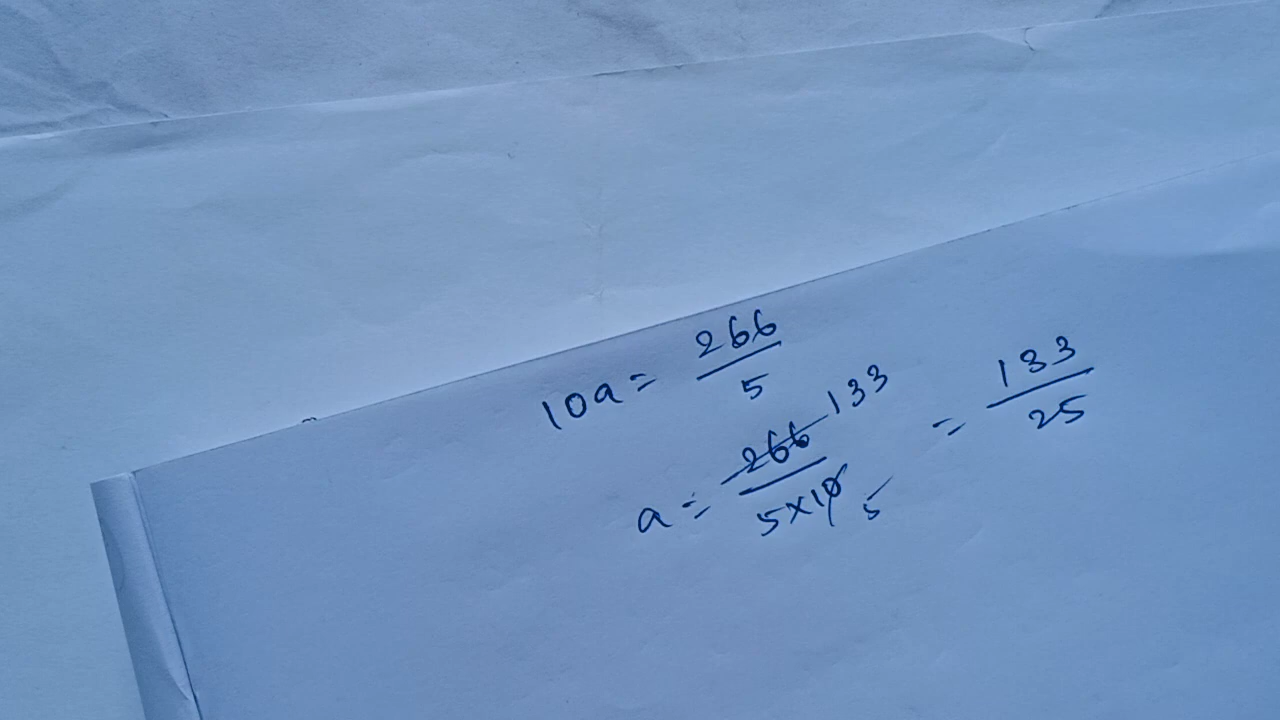 10a = 266/5
a = 266/5×10 133 5 = 133/25